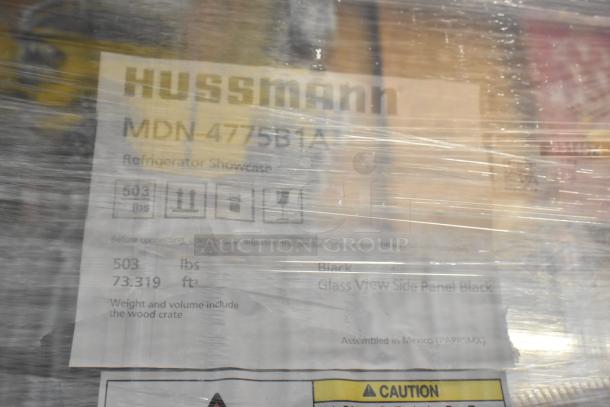 HUSSMANN
MDN-4775B1A
Refrigerator Showcase
503
lbs
AUCTION GROUP
503 lbs Black
73.319 ft³ Glass View Side Panel Black
Weight and volume include
the wood crate
Assembled in Mexico
CAUTION